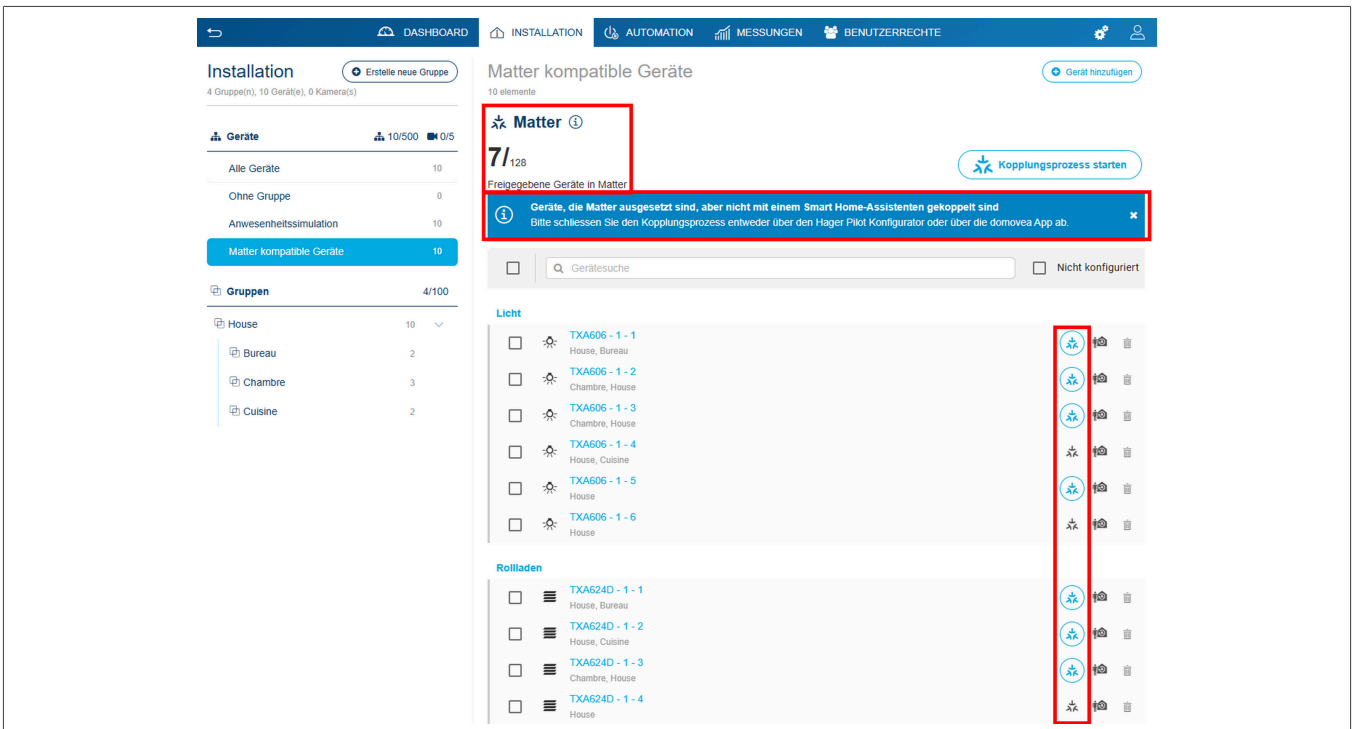 DASHBOARD INSTALLATION AUTOMATION MESSUNGEN BENUTZERRECHTE
Installation
Erstelle neue Gruppe
4 Gruppe(n), 10 Gerät(e), 0 Kamera(s)
Geräte 10/500 0/5
Alle Geräte 10
Ohne Gruppe 0
Anwesenheitssimulation 10
Matter kompatible Geräte 10
Gruppen 4/100
House 10
Bureau 2
Chambre 3
Cuisine 2
Matter kompatible Geräte
Gerät hinzufügen
10 elemente
Matter
7/128
Kopplungsprozess starten
Freigegebene Geräte in Matter
Geräte, die Matter ausgesetzt sind, aber nicht mit einem Smart Home-Assistenten gekoppelt sind
Bitte schliessen Sie den Kopplungsprozess entweder über den Hager Pilot Konfigurator oder über die domovea App ab.
Gerätesuche
Nicht konfiguriert
Licht
TXA606 - 1 - 1
House, Bureau
TXA606 - 1 - 2
Chambre, House
TXA606 - 1 - 3
Chambre, House
TXA606 - 1 - 4
House, Cuisine
TXA606 - 1 - 5
House
TXA606 - 1 - 6
House
Rollladen
TXA624D - 1 - 1
House, Bureau
TXA624D - 1 - 2
House, Cuisine
TXA624D - 1 - 3
Chambre, House
TXA624D - 1 - 4
House